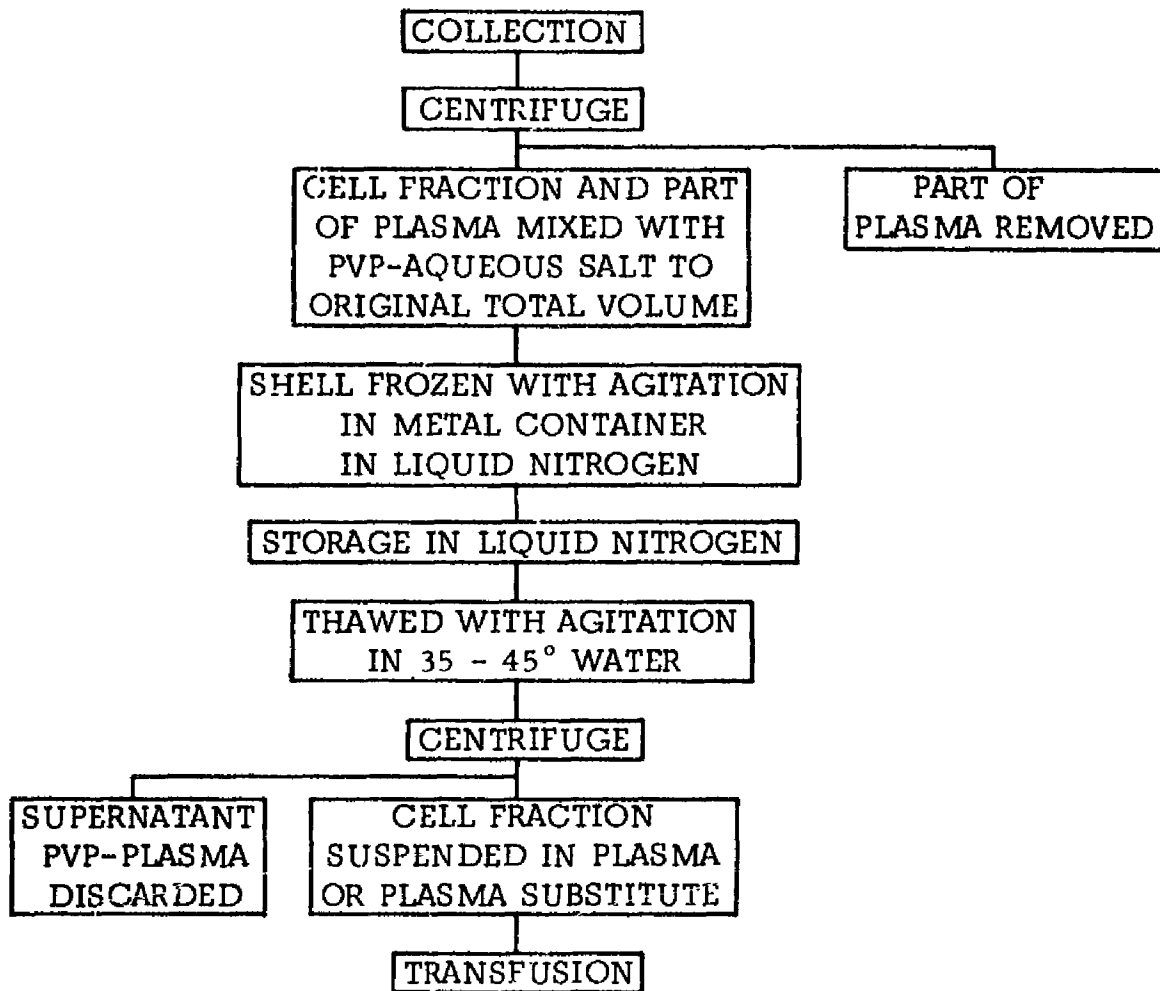 COLLECTION
CENTRIFUGE
CELL FRACTION AND PART
OF PLASMA MIXED WITH
PVP-AQUEOUS SALT TO
ORIGINAL TOTAL VOLUME
PART OF
PLASMA REMOVED
SHELL FROZEN WITH AGITATION
IN METAL CONTAINER
IN LIQUID NITROGEN
STORAGE IN LIQUID NITROGEN
THAWED WITH AGITATION
IN 35 - 45° WATER
CENTRIFUGE
SUPERNATANT
PVP-PLASMA
DISCARDED
CELL FRACTION
SUSPENDED IN PLASMA
OR PLASMA SUBSTITUTE
TRANSFUSION